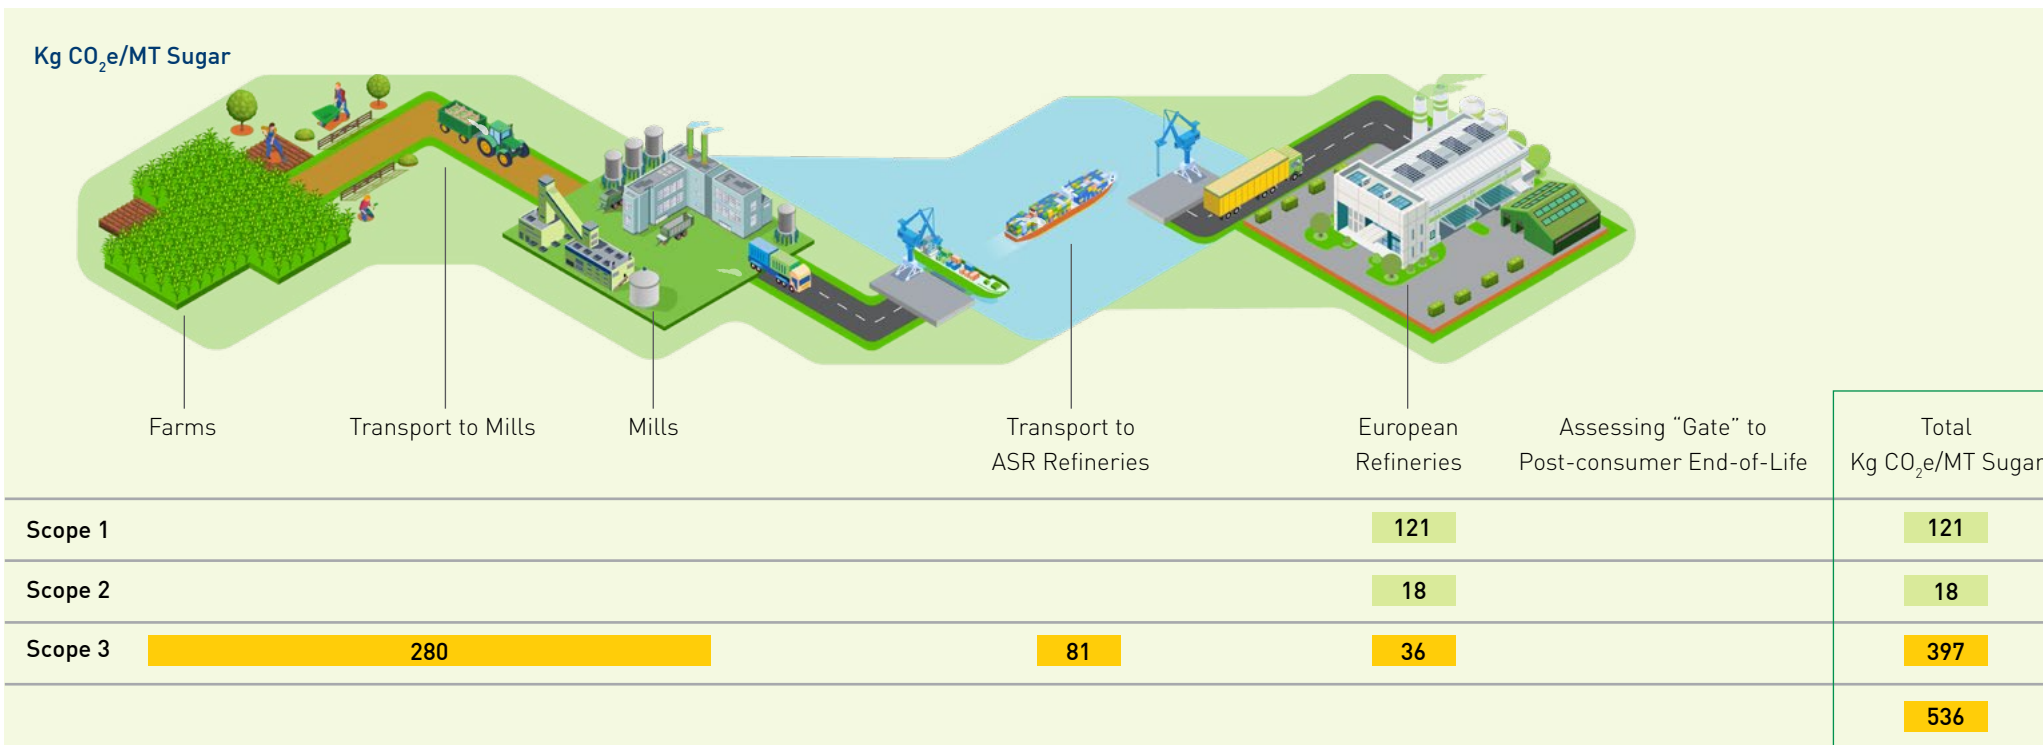 Kg CO₂e/MT Sugar
Farms
Transport to Mills
Mills
Transport to
ASR Refineries
European
Refineries
Assessing “Gate” to
Post-consumer End-of-Life
Total
Kg CO₂e/MT Sugar
Scope 1
121
121
Scope 2
18
18
Scope 3
280
81
36
397
536